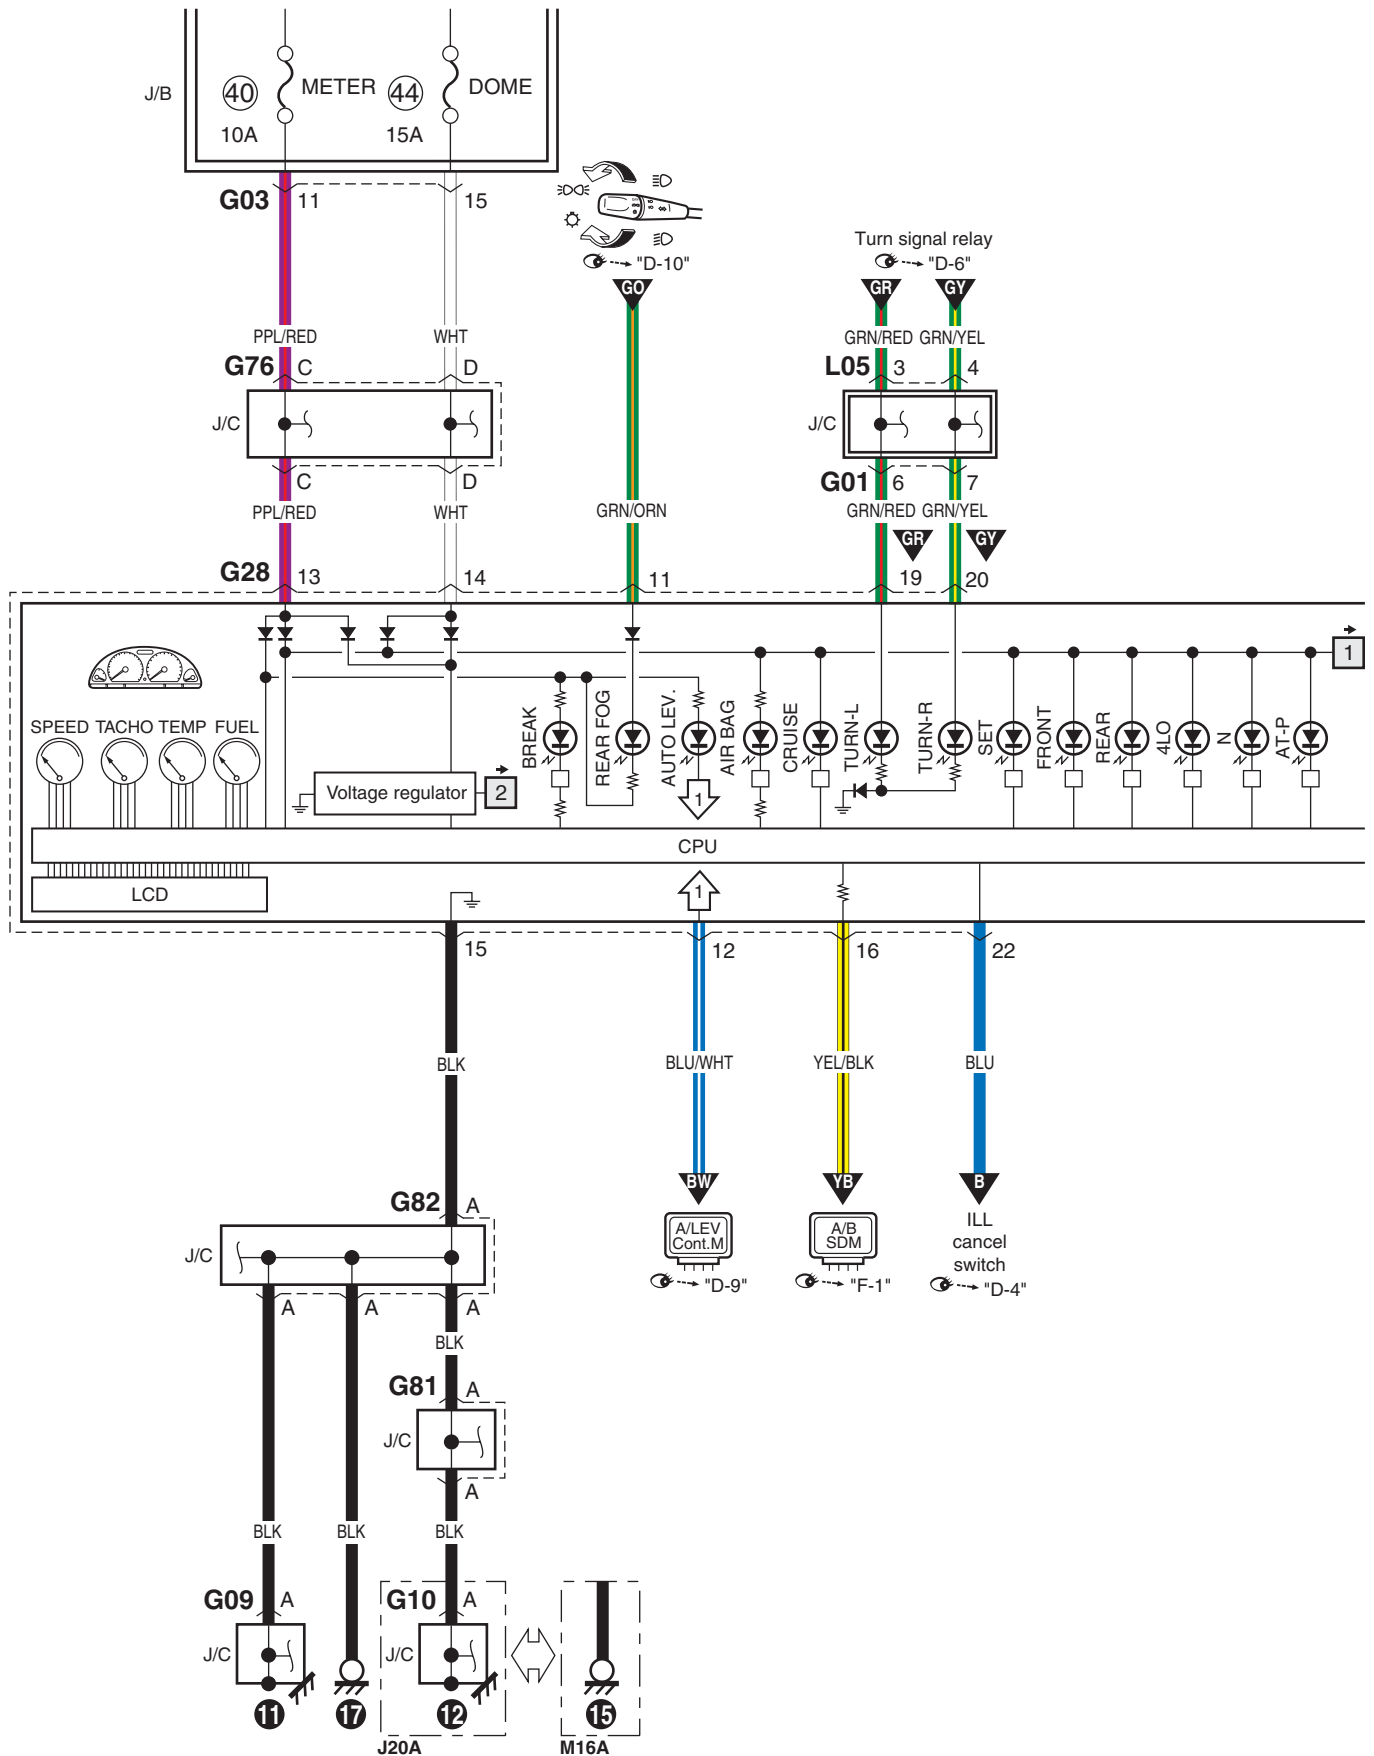 J/B
40 METER 44 DOME
10A 15A
G03 11 15
"D-10"
Turn signal relay
"D-6"
GO GR GY
PPL/RED WHT GRN/RED GRN/YEL
G76 C D L05 3 4
J/C J/C
C D G01 6 7
PPL/RED WHT GRN/ORN GRN/RED GRN/YEL
GR GY
G28 13 14 11 19 20
1
SPEED TACHO TEMP FUEL
BREAK REAR FOG AUTO LEV. AIR BAG CRUISE TURN-L TURN-R SET FRONT REAR 4LO N AT-P
Voltage regulator 2 1
CPU
LCD 1
15 12 16 22
BLK BLU/WHT YEL/BLK BLU
BW YB B
G82 A
J/C
A/LEV
Cont.M
A/B
SDM
ILL
cancel
switch
"D-9" "F-1" "D-4"
A A A
BLK
G81 A
J/C
A
BLK BLK BLK
G09 A G10 A
J/C J/C
11 17 12 15
J20A M16A